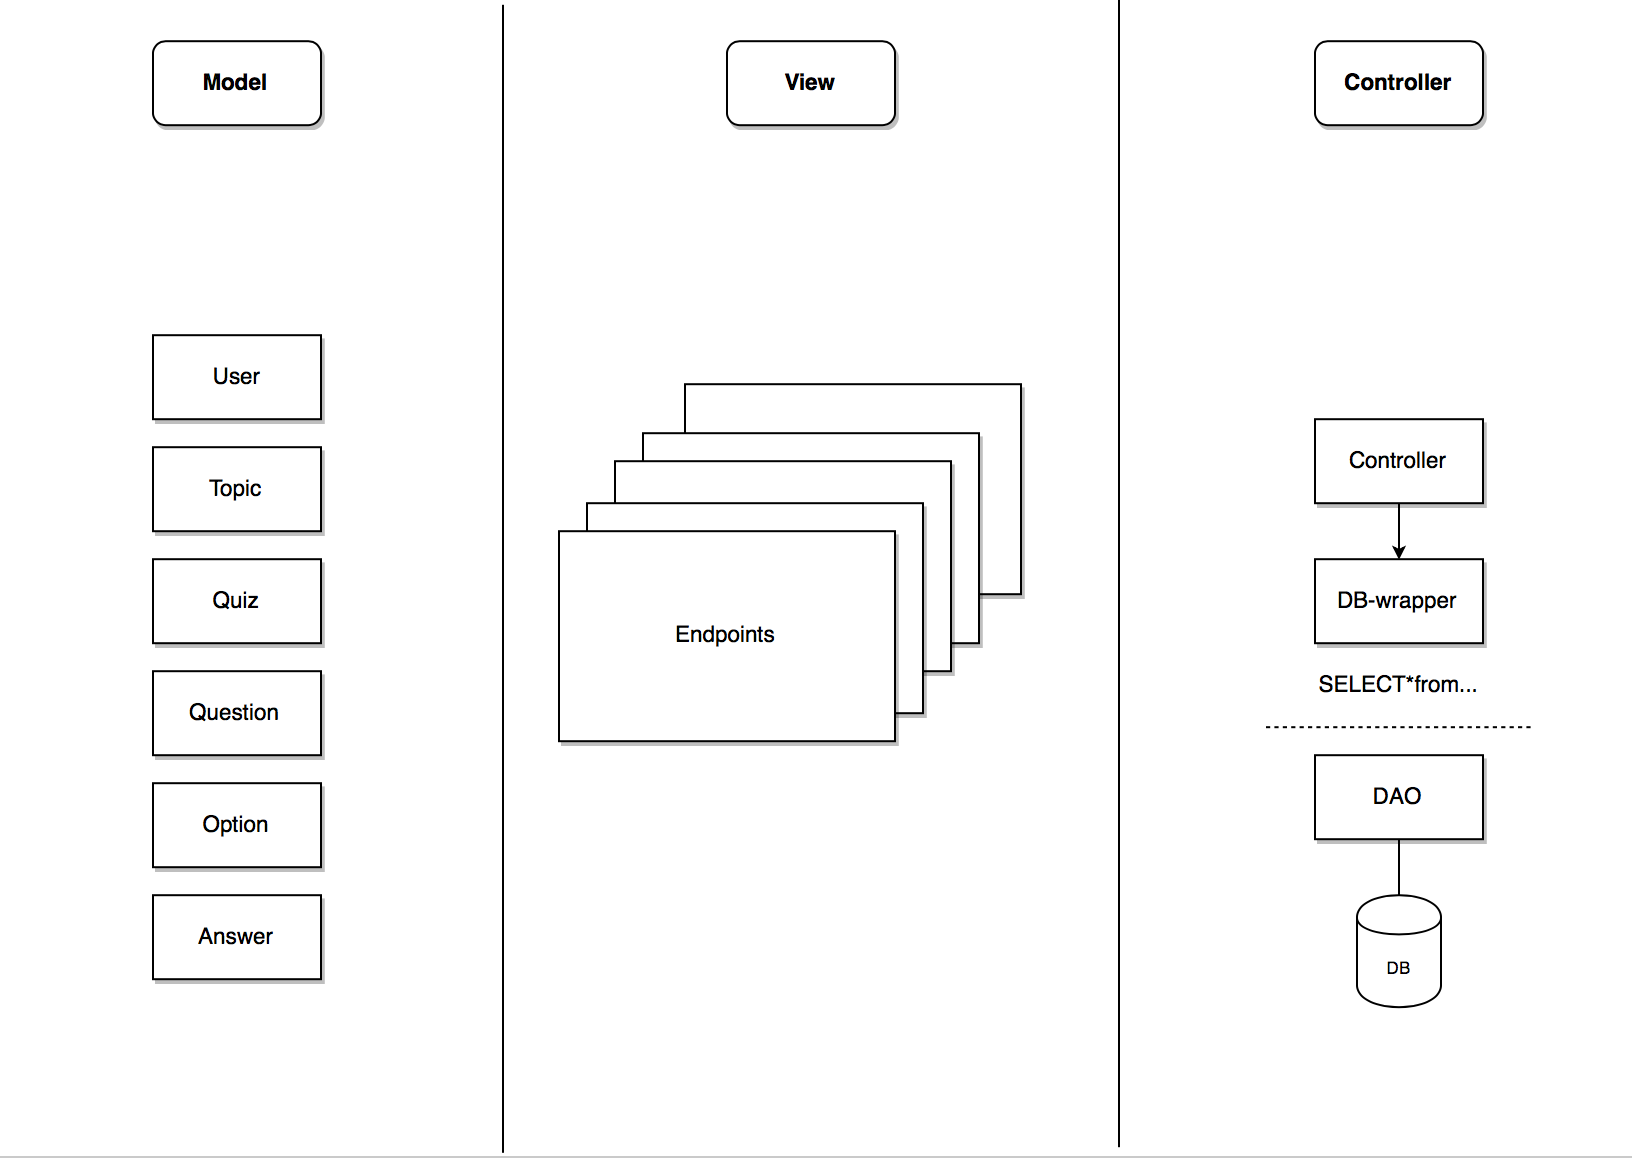 Model
View
Controller
User
Topic
Quiz
Question
Option
Answer
Endpoints
Controller
DB-wrapper
SELECT*from...
DAO
DB